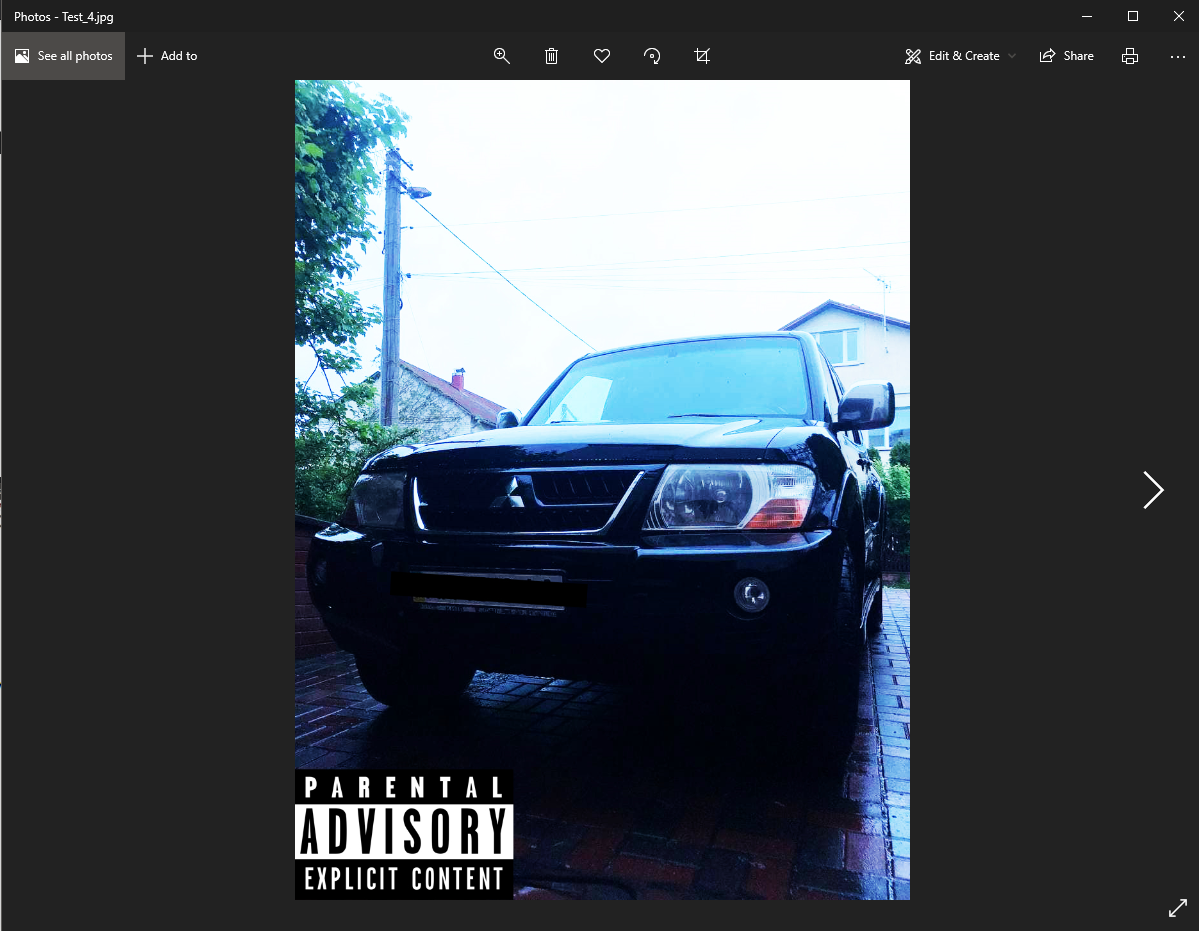 Photos - Test_4.jpg
See all photos
Add to
Edit & Create
Share
PARENTAL
ADVISORY
EXPLICIT CONTENT